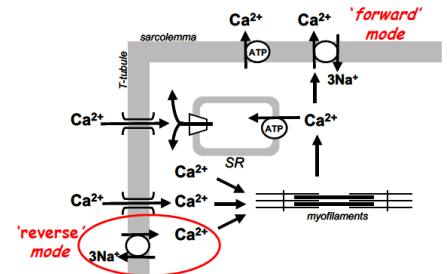 Ca2+
Ca2+
'forward'
mode
sarcolemma
ATP
3Na+
T-tubule
Ca2+
ATP
Ca2+
SR
Ca2+
Ca2+
Ca2+
myofilaments
'reverse'
mode
Ca2+
3Na+